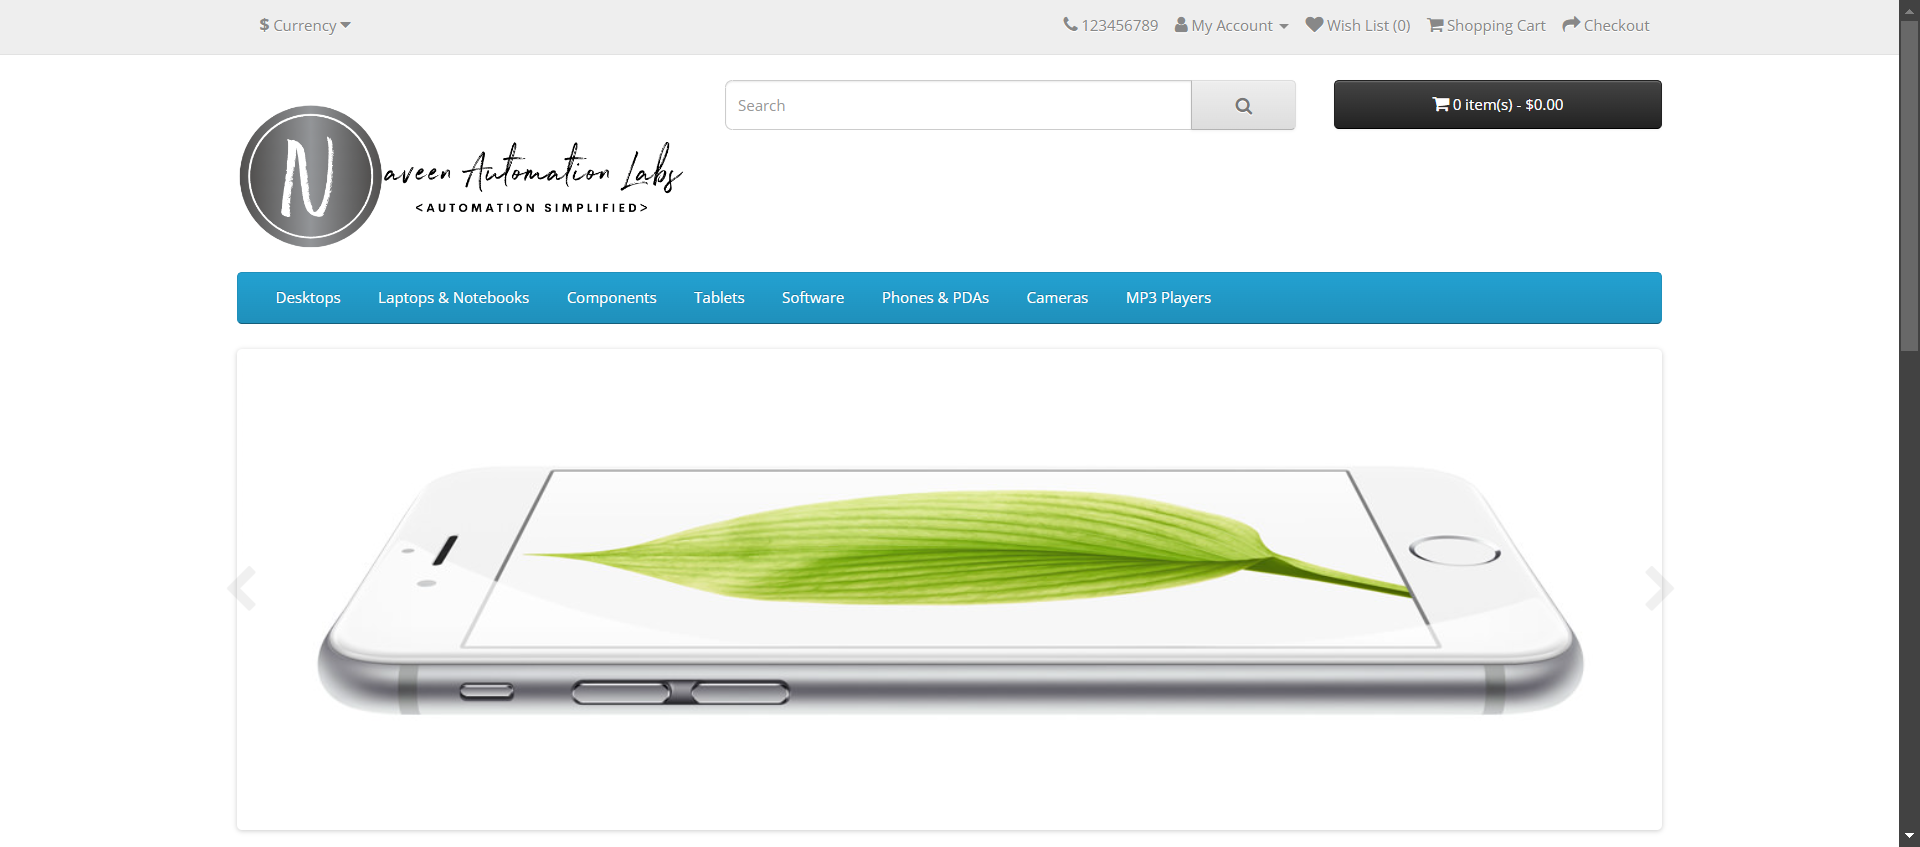 $ Currency
123456789 My Account Wish List (0) Shopping Cart Checkout
Search
0 item(s) - $0.00
N
aveen Automation Labs
<AUTOMATION SIMPLIFIED>
Desktops Laptops & Notebooks Components Tablets Software Phones & PDAs Cameras MP3 Players